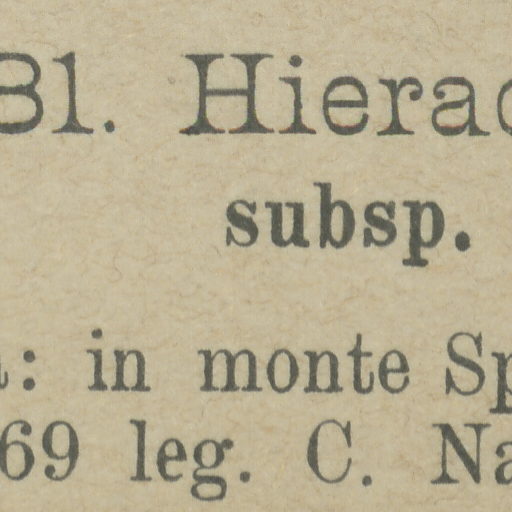 31. Hierac
subsp.
a: in monte Sp
69 leg. C. Na